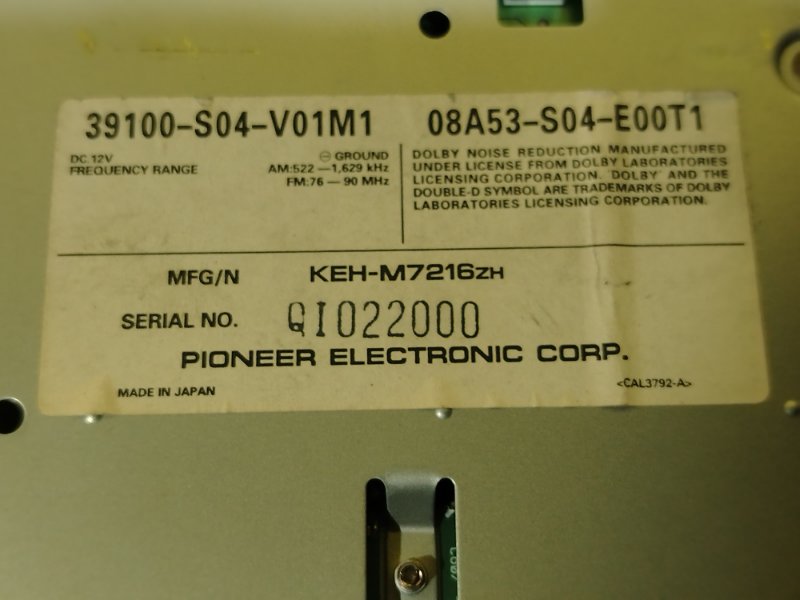 39100-S04-V01M1
08A53-S04-E00T1
DC 12V
⊖ GROUND
FREQUENCY RANGE
AM:522 — 1,629 kHz
FM:76 — 90 MHz
DOLBY NOISE REDUCTION MANUFACTURED
UNDER LICENSE FROM DOLBY LABORATORIES
LICENSING CORPORATION. DOLBY AND THE
DOUBLE-D SYMBOL ARE TRADEMARKS OF DOLBY
LABORATORIES LICENSING CORPORATION.
MFG/N KEH-M7216ZH
SERIAL NO. QI022000
PIONEER ELECTRONIC CORP.
MADE IN JAPAN
<CAL3792-A>